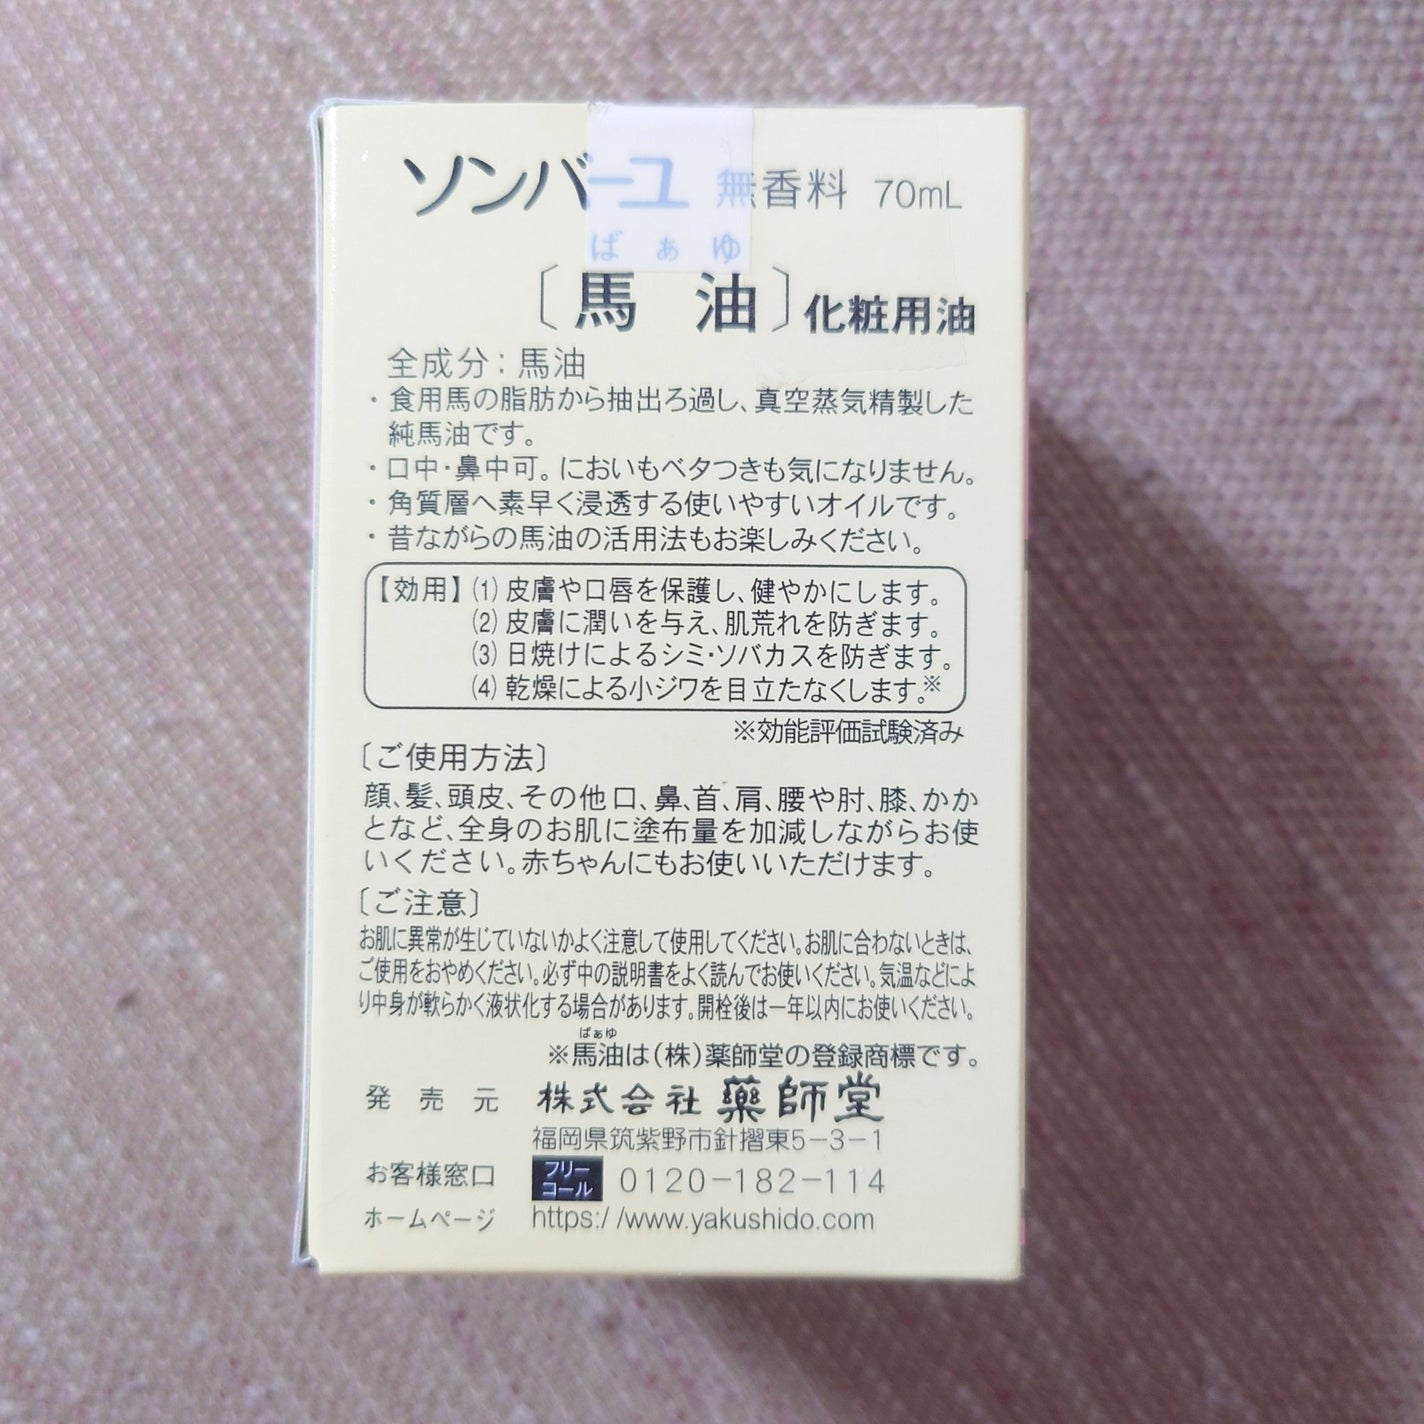 ソンバーユ 無香料 70mL
ばぁゆ
〔馬 油〕化粧用油
全成分：馬油
・食用馬の脂肪から抽出ろ過し、真空蒸気精製した
純馬油です。
・口中・鼻中可。においもベタつきも気になりません。
・角質層へ素早く浸透する使いやすいオイルです。
・昔ながらの馬油の活用法もお楽しみください。
【効用】(1) 皮膚や口唇を保護し、健やかにします。
(2) 皮膚に潤いを与え、肌荒れを防ぎます。
(3) 日焼けによるシミ・ソバカスを防ぎます。
(4) 乾燥による小ジワを目立たなくします。※
※効能評価試験済み
〔ご使用方法〕
顔、髪、頭皮、その他口、鼻、首、肩、腰や肘、膝、かか
となど、全身のお肌に塗布量を加減しながらお使
いください。赤ちゃんにもお使いいただけます。
〔ご注意〕
お肌に異常が生じていないかよく注意して使用してください。お肌に合わないときは、
ご使用をおやめください。必ず中の説明書をよく読んでお使いください。気温などによ
り中身が軟らかく液状化する場合があります。開栓後は一年以内にお使いください。
ばぁゆ
※馬油は（株）薬師堂の登録商標です。
発 売 元 株式会社 薬師堂
福岡県筑紫野市針摺東5-3-1
お客様窓口 フリーコール 0120-182-114
ホームページ https://www.yakushido.com